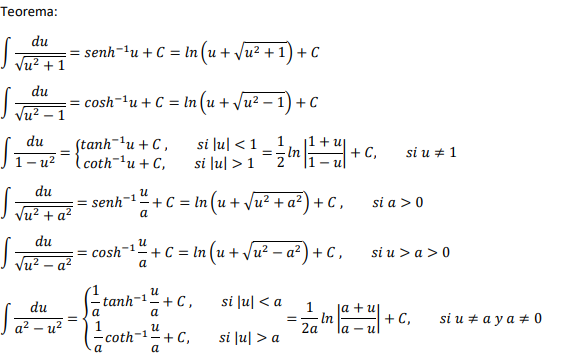 Teorema:
∫ du/√(u² + 1) = senh⁻¹u + C = ln(u + √(u² + 1)) + C
∫ du/√(u² − 1) = cosh⁻¹u + C = ln(u + √(u² − 1)) + C
∫ du/(1 − u²) = { tanh⁻¹u + C, si |u| < 1; coth⁻¹u + C, si |u| > 1 = 1/2 ln |(1 + u)/(1 − u)| + C, si u ≠ 1
∫ du/√(u² + a²) = senh⁻¹ u/a + C = ln(u + √(u² + a²)) + C, si a > 0
∫ du/√(u² − a²) = cosh⁻¹ u/a + C = ln(u + √(u² − a²)) + C, si u > a > 0
∫ du/(a² − u²) = { 1/a tanh⁻¹ u/a + C, si |u| < a; 1/a coth⁻¹ u/a + C, si |u| > a = 1/2a ln |(a + u)/(a − u)| + C, si u ≠ a y a ≠ 0